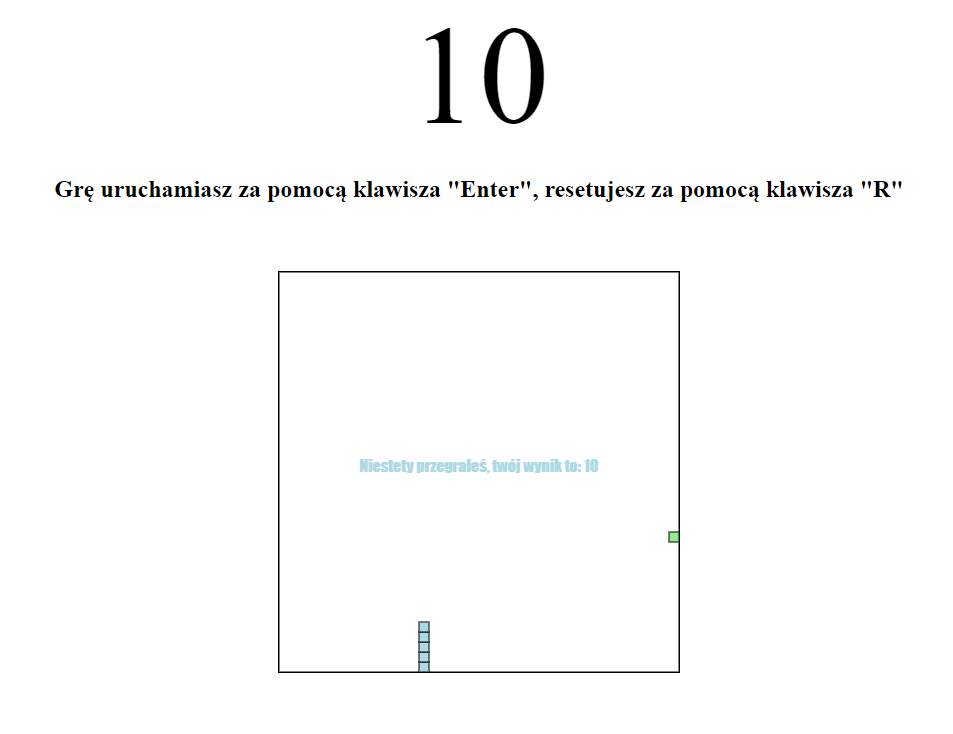 10
Grę uruchamiasz za pomocą klawisza "Enter", resetujesz za pomocą klawisza "R"
Niestety przegrałeś, twój wynik to: 10